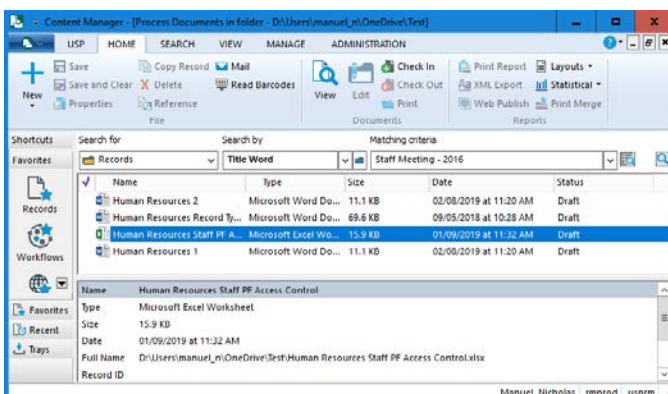 Content Manager - [Process Documents in folder - D:\Users\manuel_n\OneDrive\Test]
USP HOME SEARCH VIEW MANAGE ADMINISTRATION
Save Copy Record Mail Check In Print Report Layouts
New Save and Clear Delete Read Barcodes View Edit Check Out XML Export Statistical
Properties Reference Print Web Publish Print Merge
File Documents Reports
Shortcuts Search for Search by Matching criteria
Favorites Records Title Word Staff Meeting - 2016
Name Type Size Date Status
Human Resources 2 Microsoft Word Do... 11.1 KB 02/08/2019 at 11:20 AM Draft
Records Human Resources Record Ty... Microsoft Word Do... 69.6 KB 09/05/2018 at 10:28 AM Draft
Human Resources Staff PF A... Microsoft Excel Wo... 15.9 KB 01/09/2019 at 11:32 AM Draft
Workflows Human Resources 1 Microsoft Word Do... 11.1 KB 02/08/2019 at 11:20 AM Draft
Name Human Resources Staff PF Access Control
Favorites Type Microsoft Excel Worksheet
Recent Size 15.9 KB
Trays Date 01/09/2019 at 11:32 AM
Full Name D:\Users\manuel_n\OneDrive\Test\Human Resources Staff PF Access Control.xlsx
Record ID
Manuel, Nicholas rmprod usprm